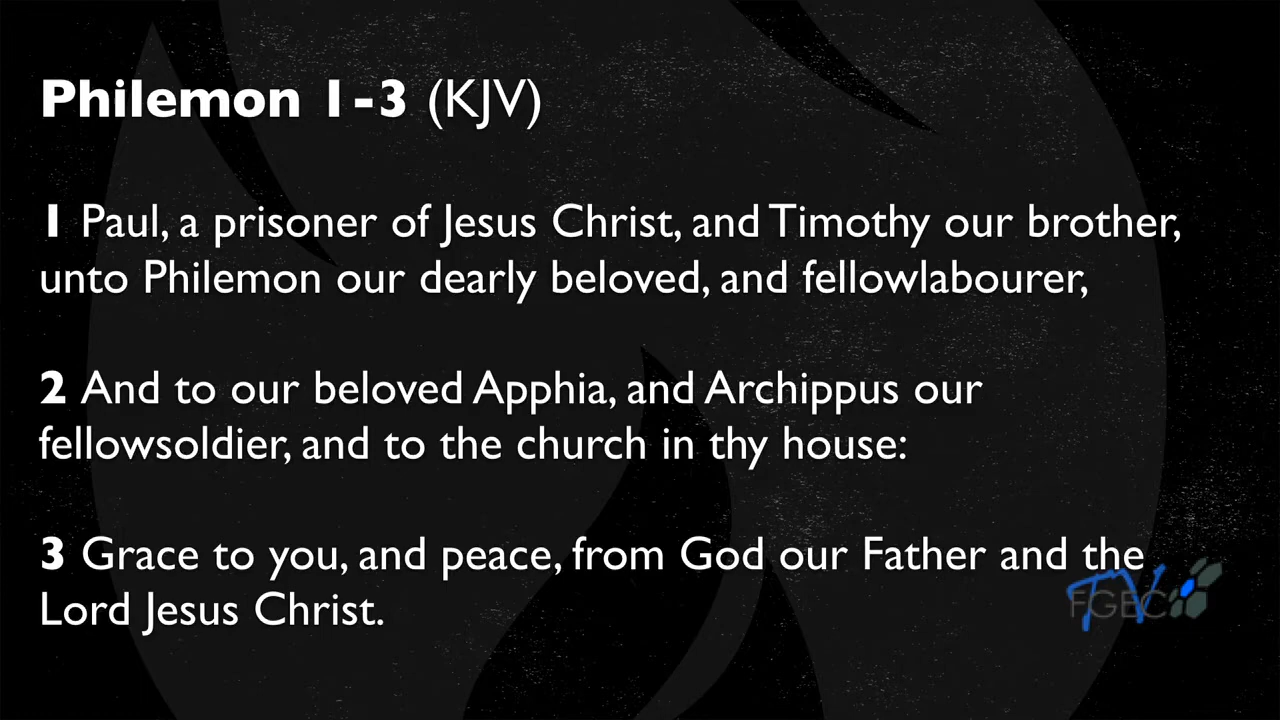 Philemon 1-3 (KJV)
1 Paul, a prisoner of Jesus Christ, and Timothy our brother,
unto Philemon our dearly beloved, and fellowlabourer,
2 And to our beloved Apphia, and Archippus our
fellowsoldier, and to the church in thy house:
3 Grace to you, and peace, from God our Father and the
Lord Jesus Christ.
FGEC
TV